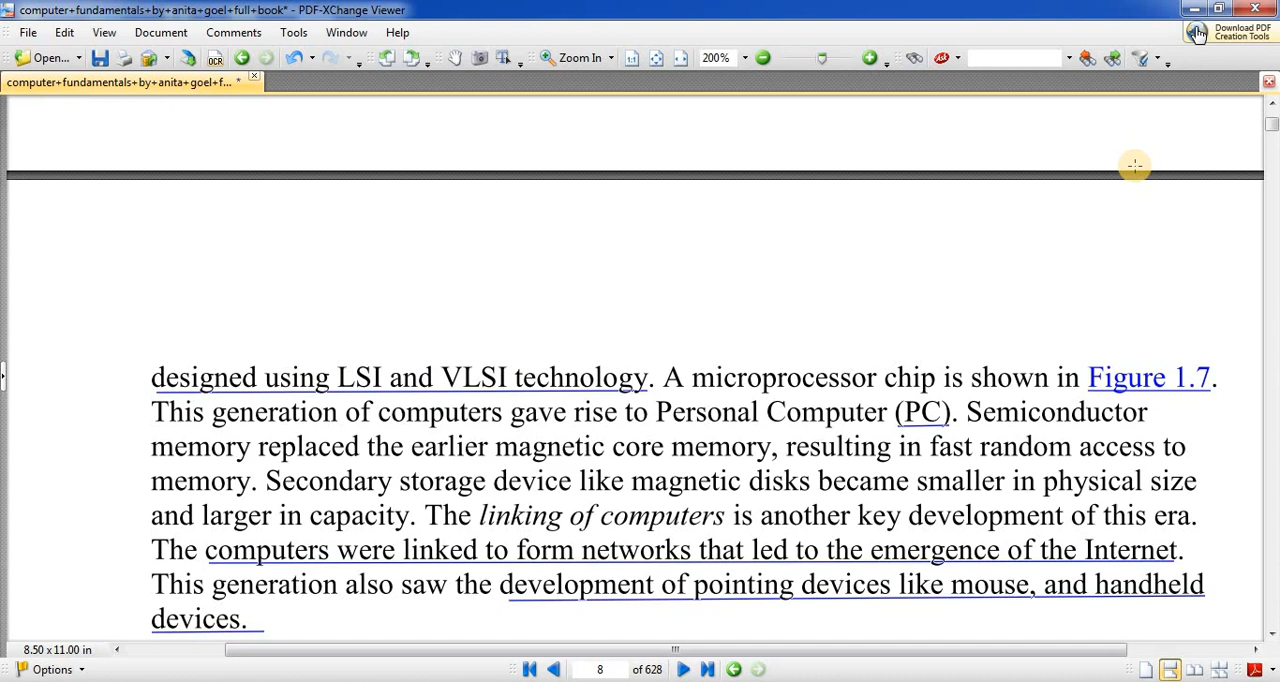 computer+fundamentals+by+anita+goel+full+book* - PDF-XChange Viewer
File Edit View Document Comments Tools Window Help
Download PDF
Creation Tools
Open... OCR Zoom In 200%
computer+fundamentals+by+anita+goel+f... *
designed using LSI and VLSI technology. A microprocessor chip is shown in Figure 1.7.
This generation of computers gave rise to Personal Computer (PC). Semiconductor
memory replaced the earlier magnetic core memory, resulting in fast random access to
memory. Secondary storage device like magnetic disks became smaller in physical size
and larger in capacity. The linking of computers is another key development of this era.
The computers were linked to form networks that led to the emergence of the Internet.
This generation also saw the development of pointing devices like mouse, and handheld
devices.
8.50 x 11.00 in
Options 8 of 628